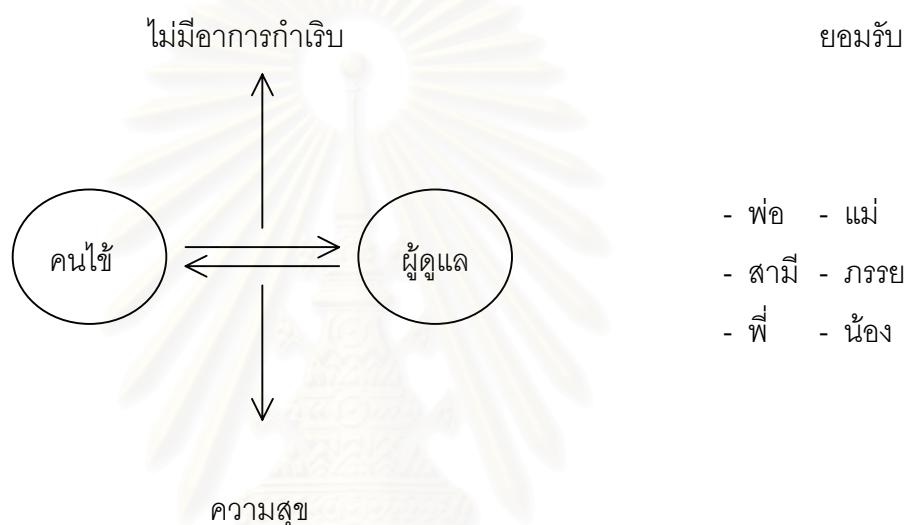 ไม่มีอาการกำเริบ ยอมรับ
คนไข้ ผู้ดูแล
- พ่อ - แม่
- สามี - ภรรย
- พี่ - น้อง
ความสุข